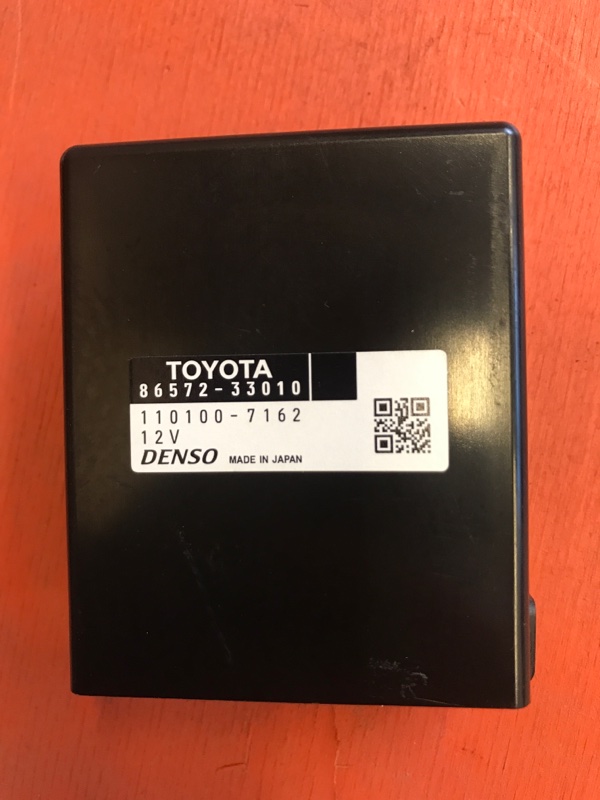 TOYOTA
86572-33010
110100-7162
12V
DENSO MADE IN JAPAN